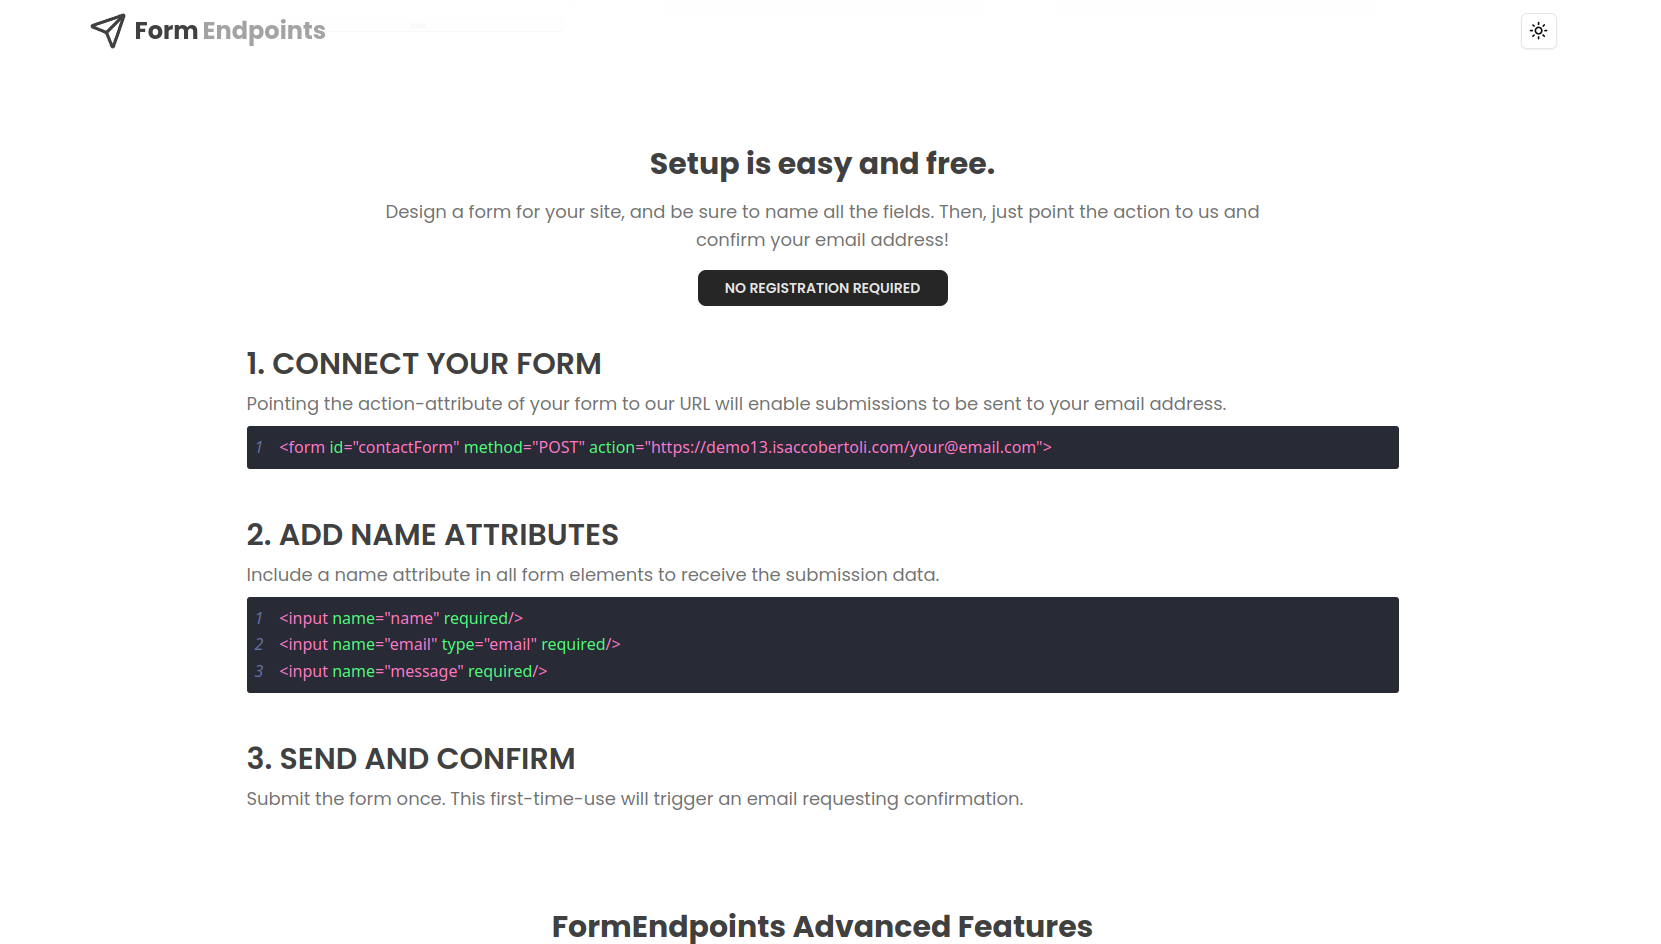 Form Endpoints
Setup is easy and free.
Design a form for your site, and be sure to name all the fields. Then, just point the action to us and
confirm your email address!
NO REGISTRATION REQUIRED
1. CONNECT YOUR FORM
Pointing the action-attribute of your form to our URL will enable submissions to be sent to your email address.
1 <form id="contactForm" method="POST" action="https://demo13.isaccobertoli.com/your@email.com">
2. ADD NAME ATTRIBUTES
Include a name attribute in all form elements to receive the submission data.
1 <input name="name" required/>
2 <input name="email" type="email" required/>
3 <input name="message" required/>
3. SEND AND CONFIRM
Submit the form once. This first-time-use will trigger an email requesting confirmation.
FormEndpoints Advanced Features